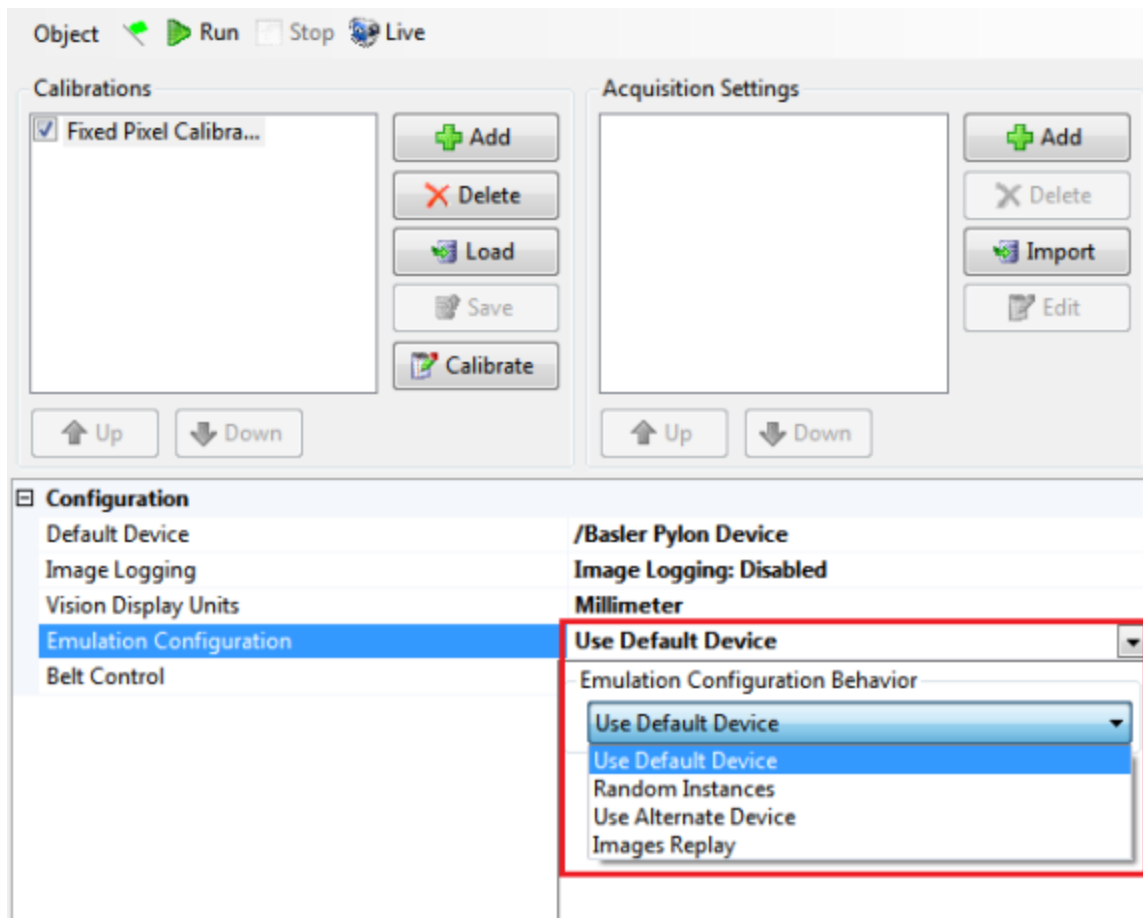 Object Run Stop Live
Calibrations
Fixed Pixel Calibra...
Add
Delete
Load
Save
Calibrate
Up Down
Acquisition Settings
Add
Delete
Import
Edit
Up Down
Configuration
Default Device /Basler Pylon Device
Image Logging Image Logging: Disabled
Vision Display Units Millimeter
Emulation Configuration Use Default Device
Belt Control
Emulation Configuration Behavior
Use Default Device
Use Default Device
Random Instances
Use Alternate Device
Images Replay